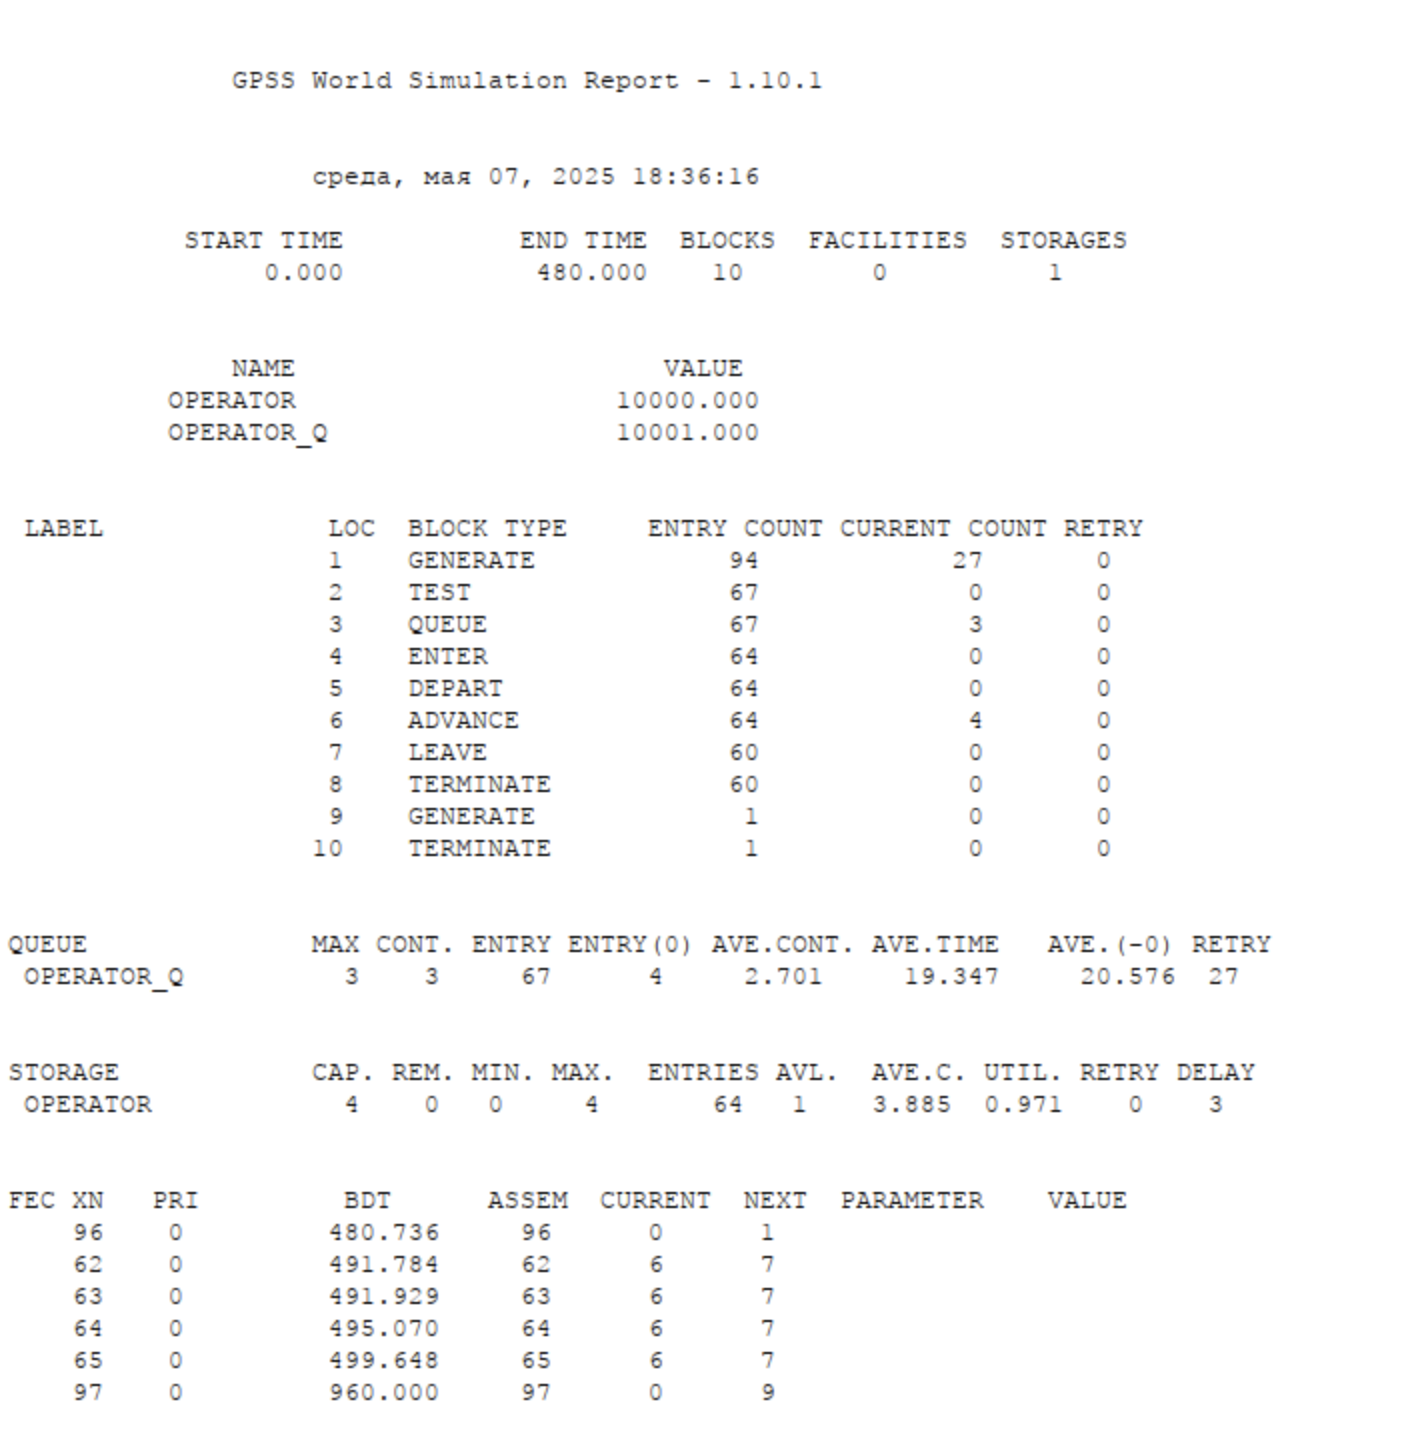 GPSS World Simulation Report - 1.10.1
среда, мая 07, 2025 18:36:16
START TIME END TIME BLOCKS FACILITIES STORAGES
0.000 480.000 10 0 1
NAME VALUE
OPERATOR 10000.000
OPERATOR_Q 10001.000
LABEL LOC BLOCK TYPE ENTRY COUNT CURRENT COUNT RETRY
1 GENERATE 94 27 0
2 TEST 67 0 0
3 QUEUE 67 3 0
4 ENTER 64 0 0
5 DEPART 64 0 0
6 ADVANCE 64 4 0
7 LEAVE 60 0 0
8 TERMINATE 60 0 0
9 GENERATE 1 0 0
10 TERMINATE 1 0 0
QUEUE MAX CONT. ENTRY ENTRY(0) AVE.CONT. AVE.TIME AVE.(-0) RETRY
OPERATOR_Q 3 3 67 4 2.701 19.347 20.576 27
STORAGE CAP. REM. MIN. MAX. ENTRIES AVL. AVE.C. UTIL. RETRY DELAY
OPERATOR 4 0 0 4 64 1 3.885 0.971 0 3
FEC XN PRI BDT ASSEM CURRENT NEXT PARAMETER VALUE
96 0 480.736 96 0 1
62 0 491.784 62 6 7
63 0 491.929 63 6 7
64 0 495.070 64 6 7
65 0 499.648 65 6 7
97 0 960.000 97 0 9